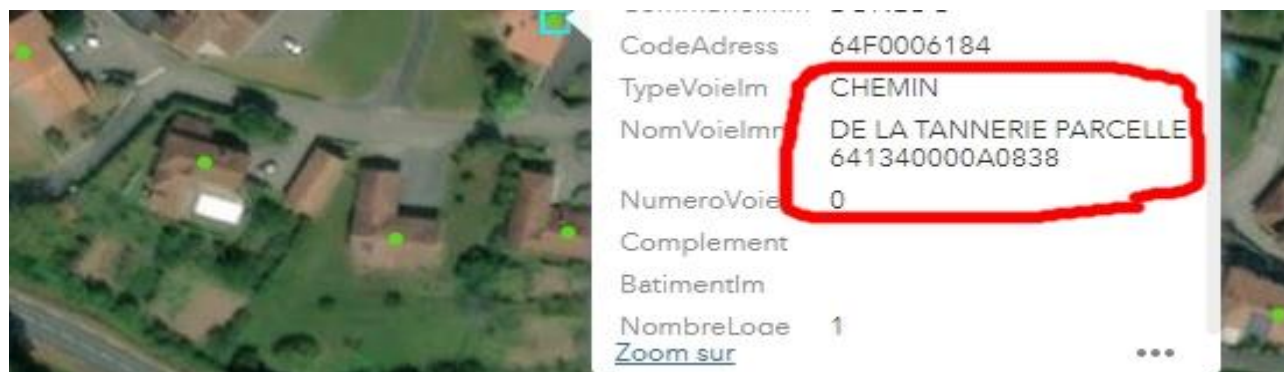 CodeAdress 64F0006184
TypeVoieIm CHEMIN
NomVoieImm DE LA TANNERIE PARCELLE
641340000A0838
NumeroVoie 0
Complement
BatimentIm
NombreLoge 1
Zoom sur